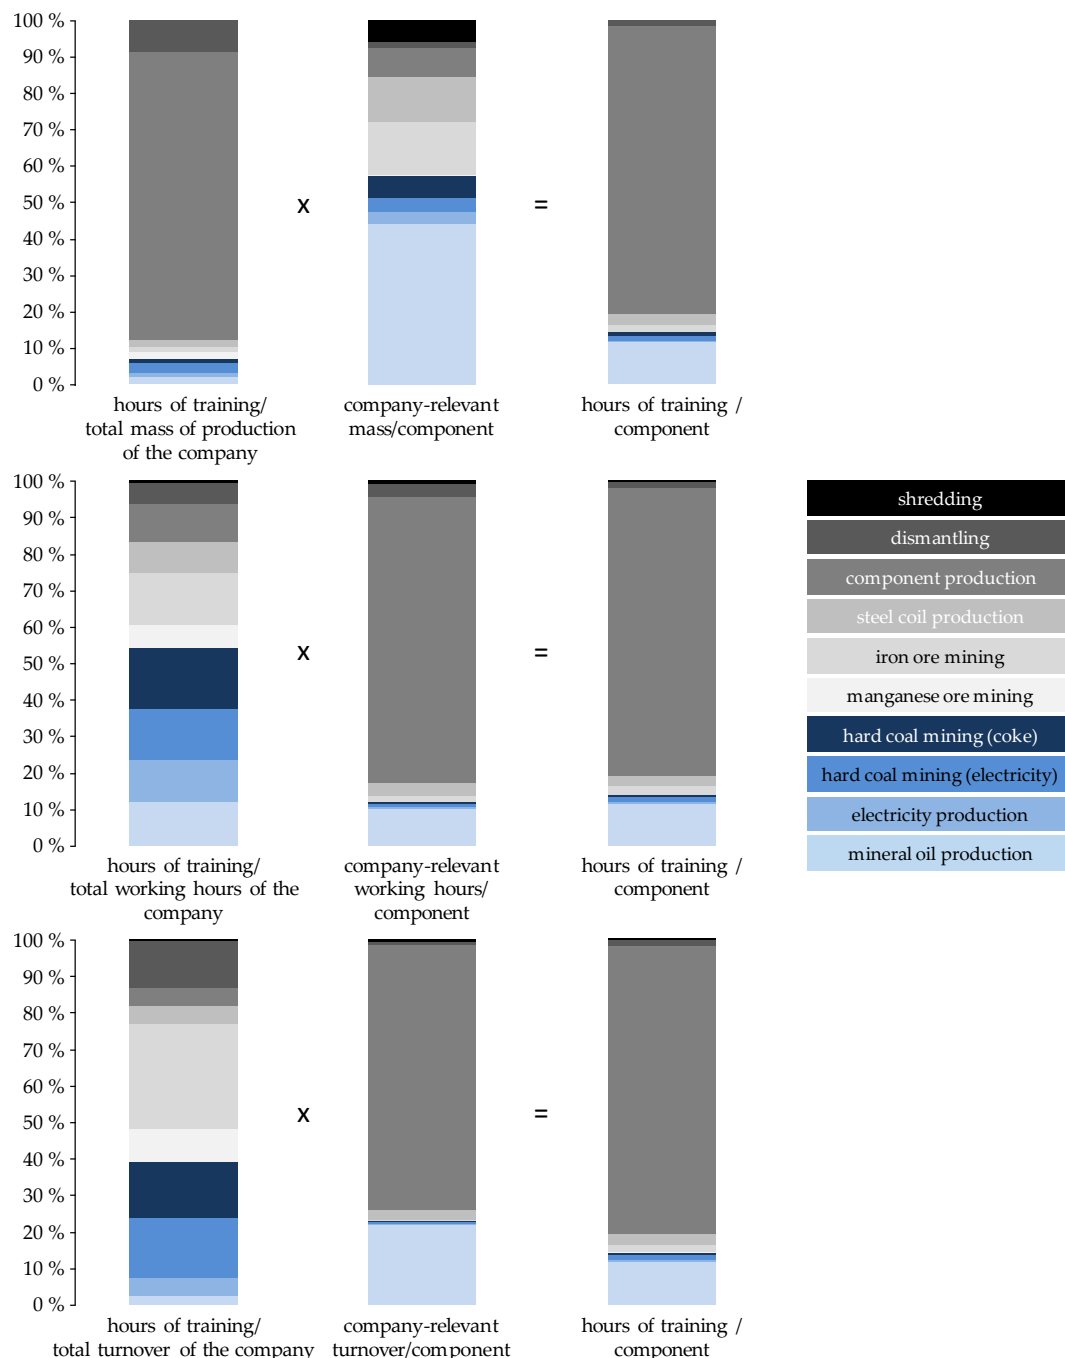 100 %
90 %
80 %
70 %
60 %
50 %
40 %
30 %
20 %
10 %
0 %
x
=
hours of training/
total mass of production
of the company
company-relevant
mass/component
hours of training /
component
100 %
90 %
80 %
70 %
60 %
50 %
40 %
30 %
20 %
10 %
0 %
x
=
hours of training/
total working hours of the
company
company-relevant
working hours/
component
hours of training /
component
shredding
dismantling
component production
steel coil production
iron ore mining
manganese ore mining
hard coal mining (coke)
hard coal mining (electricity)
electricity production
mineral oil production
100 %
90 %
80 %
70 %
60 %
50 %
40 %
30 %
20 %
10 %
0 %
x
=
hours of training/
total turnover of the company
company-relevant
turnover/component
hours of training /
component